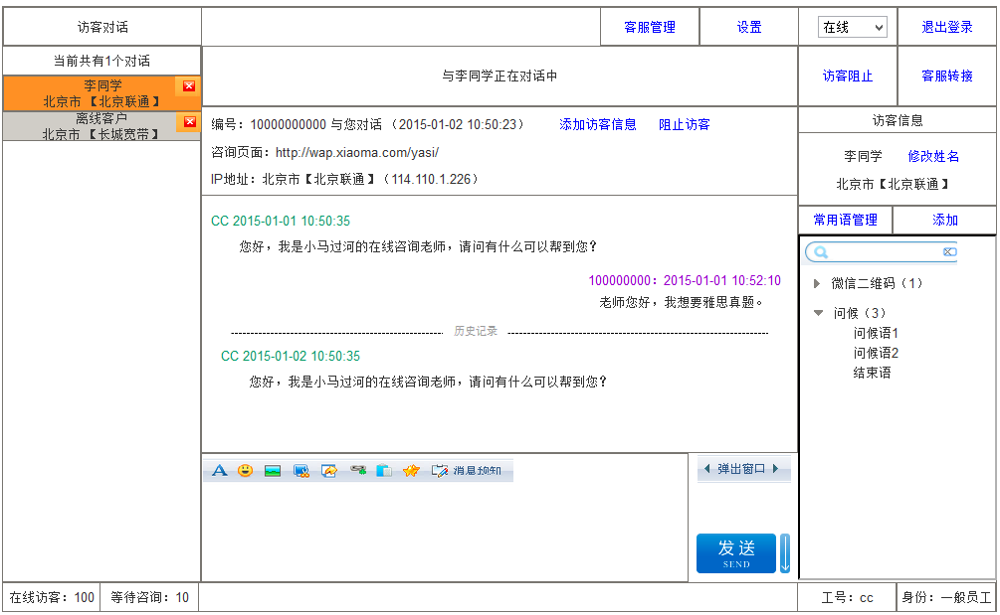 访客对话
客服管理
设置
在线
退出登录
当前共有1个对话
李同学
北京市 【北京联通】
离线客户
北京市 【长城宽带】
与李同学正在对话中
访客阻止
客服转接
编号：10000000000 与您对话 （2015-01-02 10:50:23） 添加访客信息 阻止访客
咨询页面：http://wap.xiaoma.com/yasi/
IP地址：北京市【北京联通】（114.110.1.226）
访客信息
李同学 修改姓名
北京市【北京联通】
常用语管理
添加
CC 2015-01-01 10:50:35
您好，我是小马过河的在线咨询老师，请问有什么可以帮到您？
100000000：2015-01-01 10:52:10
老师您好，我想要雅思真题。
历史记录
CC 2015-01-02 10:50:35
您好，我是小马过河的在线咨询老师，请问有什么可以帮到您？
微信二维码（1）
问候（3）
问候语1
问候语2
结束语
A
消息预知
弹出窗口
发 送
SEND
在线访客：100
等待咨询：10
工号：cc
身份：一般员工